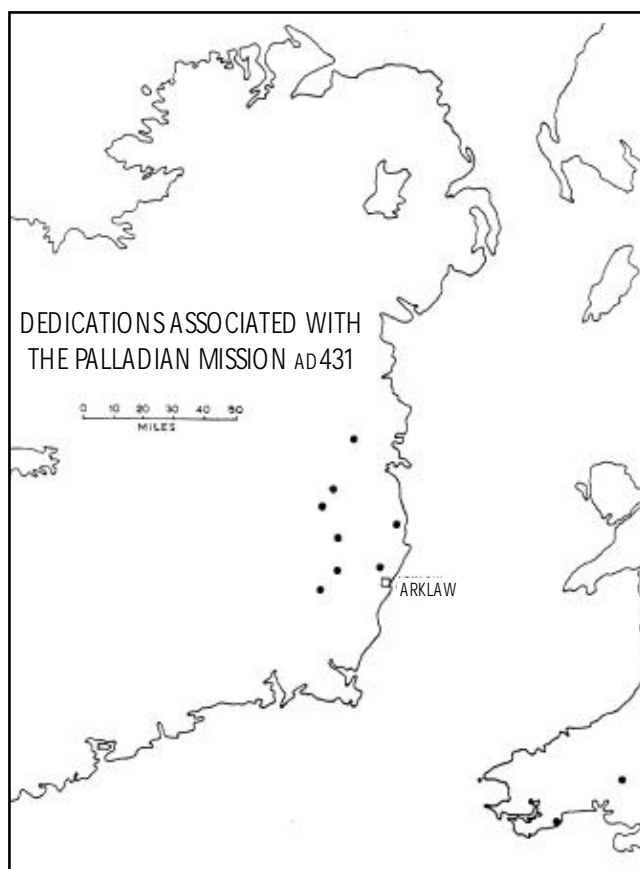 DEDICATIONS ASSOCIATED WITH
THE PALLADIAN MISSION AD 431
0 10 20 30 40 50
MILES
ARKLAW